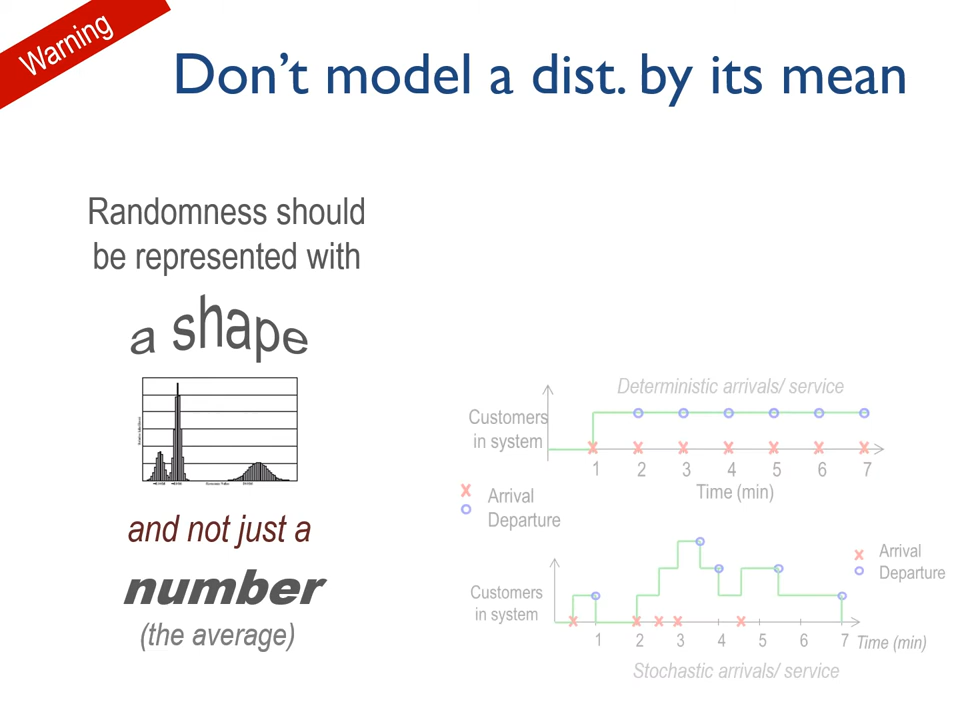 Warning
Don't model a dist. by its mean
Randomness should
be represented with
a shape
and not just a
number
(the average)
Deterministic arrivals/ service
Customers
in system
1 2 3 4 5 6 7
Time (min)
Arrival
Departure
Arrival
Departure
Customers
in system
1 2 3 4 5 6 7 Time (min)
Stochastic arrivals/ service